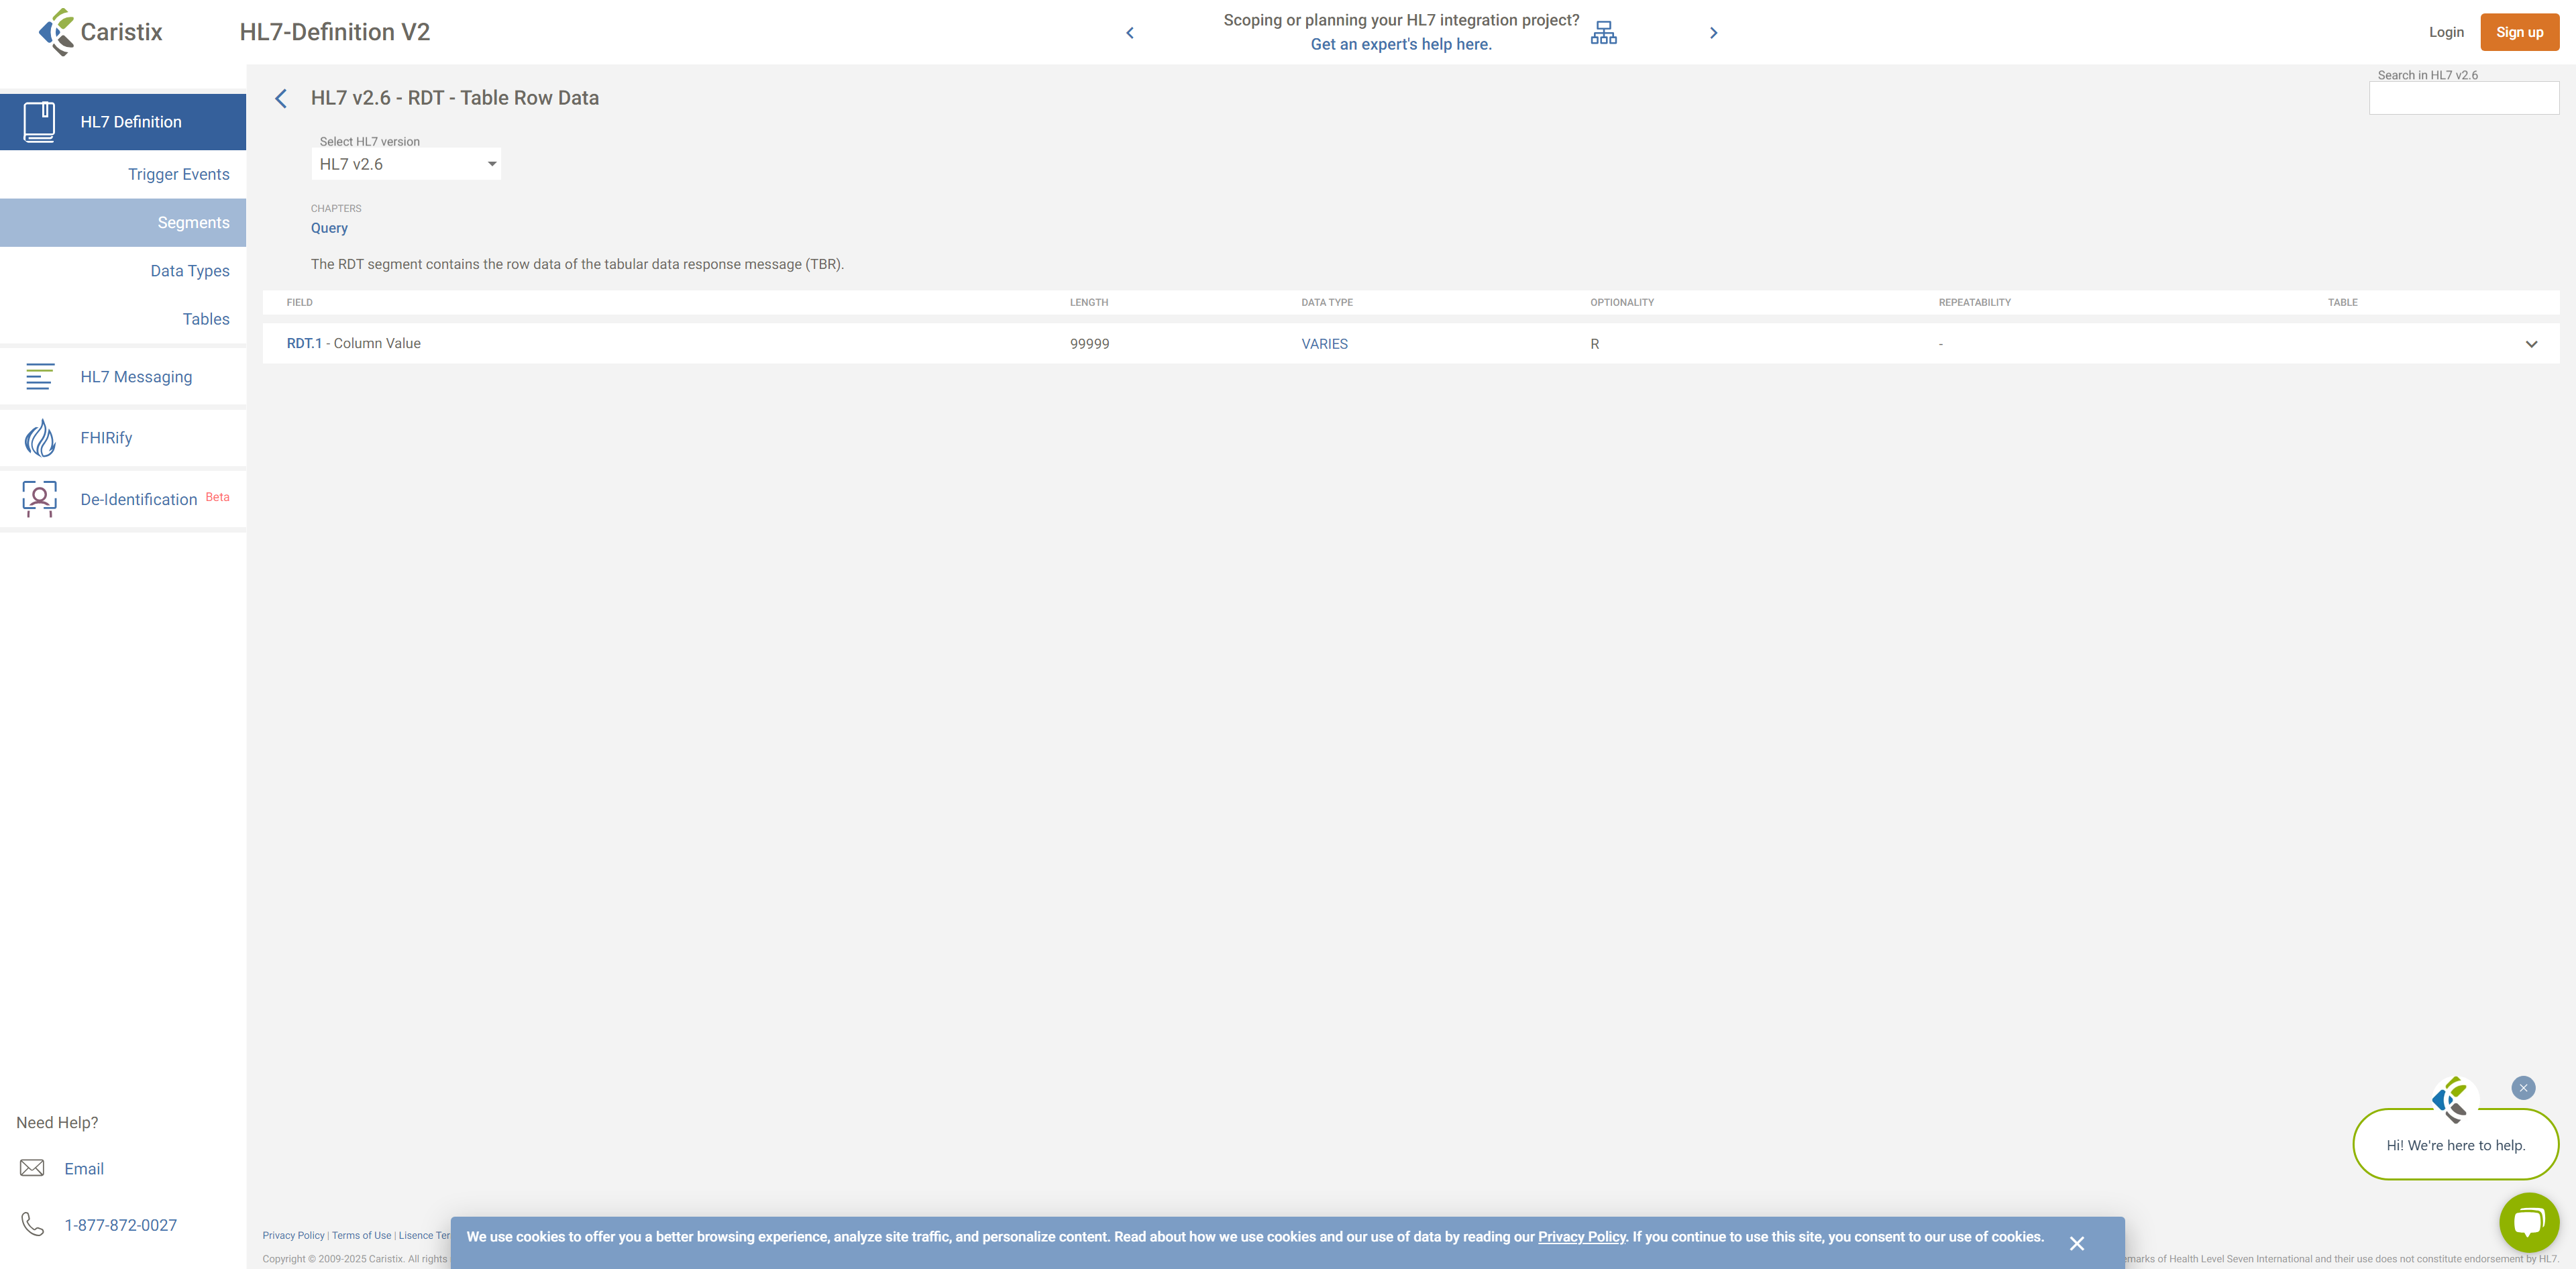 Caristix
HL7-Definition V2
Scoping or planning your HL7 integration project?
Get an expert's help here.
Login
Sign up
HL7 Definition
Trigger Events
Segments
Data Types
Tables
HL7 Messaging
FHIRify
De-Identification Beta
Need Help?
Email
1-877-872-0027
HL7 v2.6 - RDT - Table Row Data
Search in HL7 v2.6
Select HL7 version
HL7 v2.6
CHAPTERS
Query
The RDT segment contains the row data of the tabular data response message (TBR).
FIELD LENGTH DATA TYPE OPTIONALITY REPEATABILITY TABLE
RDT.1 - Column Value 99999 VARIES R -
Hi! We're here to help.
Privacy Policy | Terms of Use | Lisence Ter
We use cookies to offer you a better browsing experience, analyze site traffic, and personalize content. Read about how we use cookies and our use of data by reading our Privacy Policy. If you continue to use this site, you consent to our use of cookies.
Copyright © 2009-2025 Caristix. All rights
emarks of Health Level Seven International and their use does not constitute endorsement by HL7.